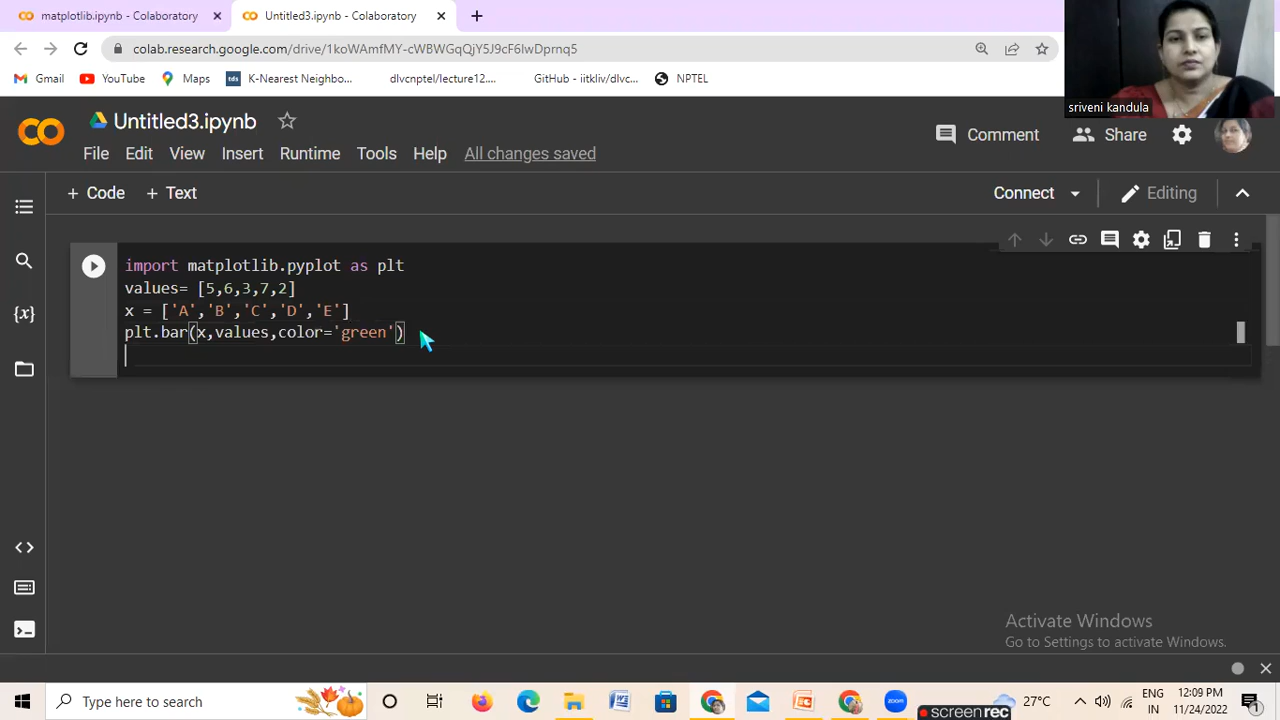 matplotlib.ipynb - Colaboratory
Untitled3.ipynb - Colaboratory
colab.research.google.com/drive/1koWAmfMY-cWBWGqQjY5J9cF6IwDprnq5
Gmail YouTube Maps tds K-Nearest Neighbo... dlvcnptel/lecture12.... GitHub - iitkliv/dlvc... NPTEL
sriveni kandula
Untitled3.ipynb
Comment Share
File Edit View Insert Runtime Tools Help All changes saved
+ Code + Text Connect Editing
import matplotlib.pyplot as plt
values= [5,6,3,7,2]
x = ['A','B','C','D','E']
plt.bar(x,values,color='green')
{x}
Activate Windows
Go to Settings to activate Windows.
Type here to search
27°C
ENG
IN
12:09 PM
11/24/2022
1
screenrec